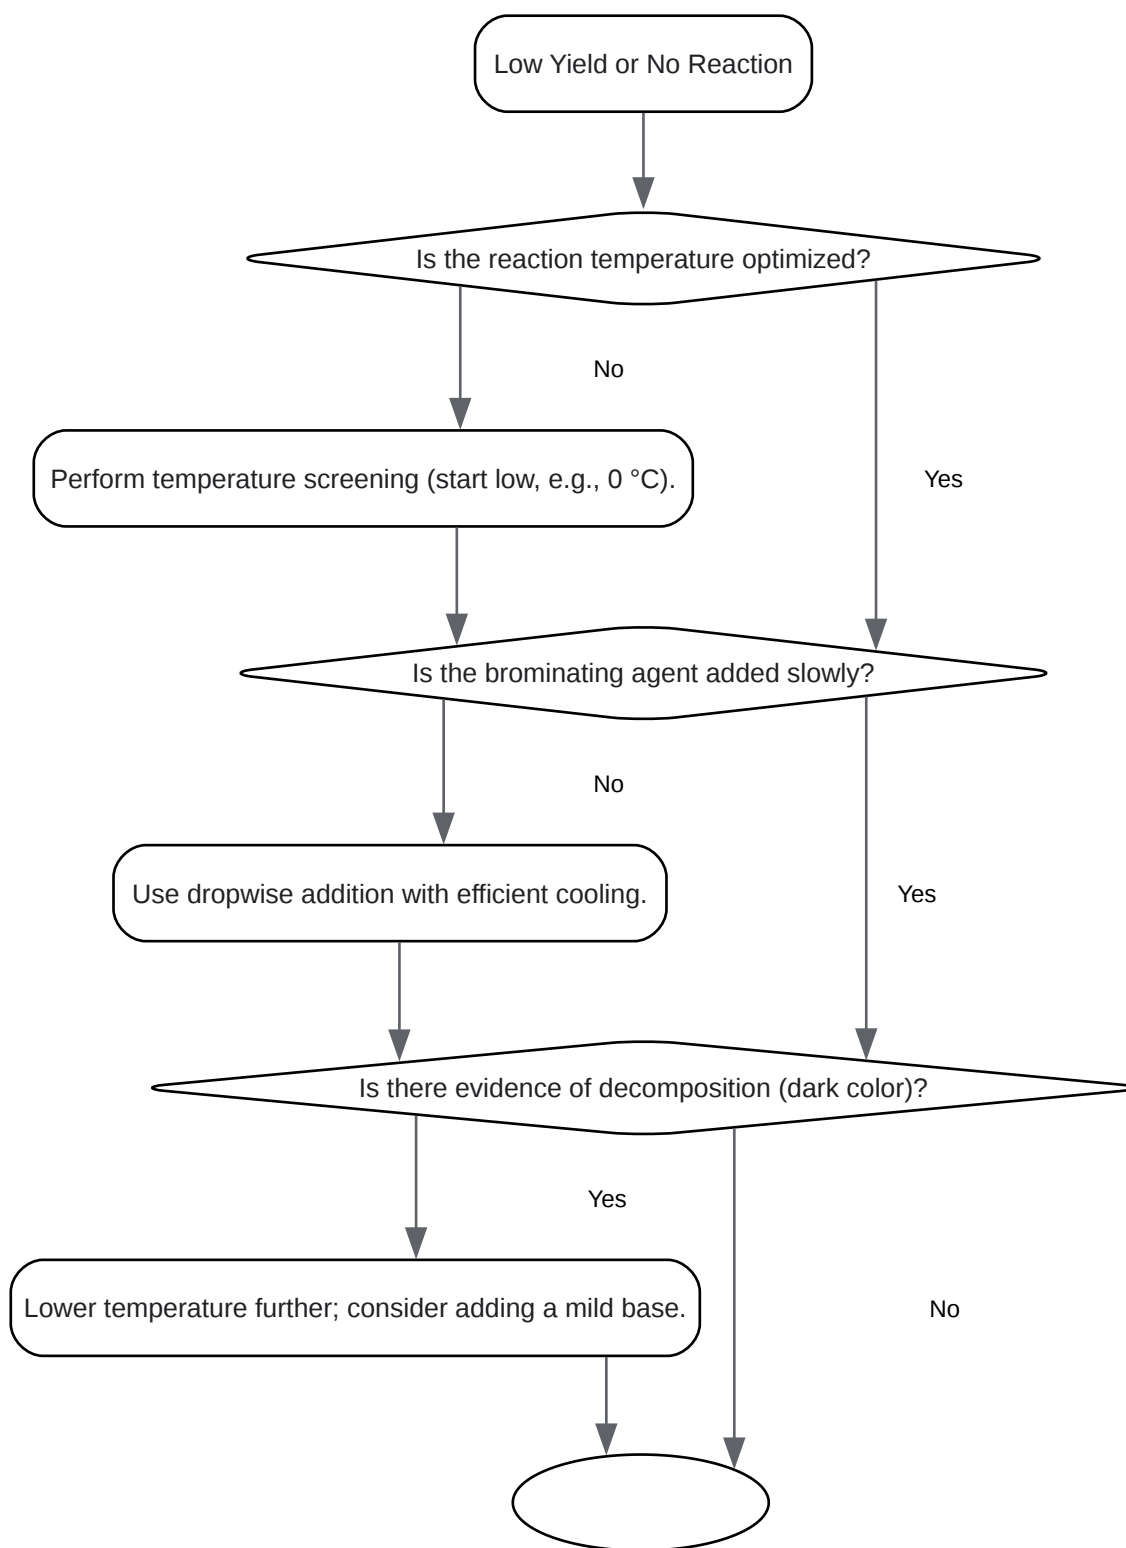 Low Yield or No Reaction
Is the reaction temperature optimized?
No
Perform temperature screening (start low, e.g., 0 °C).
Yes
Is the brominating agent added slowly?
No
Use dropwise addition with efficient cooling.
Yes
Is there evidence of decomposition (dark color)?
Yes
Lower temperature further; consider adding a mild base.
No